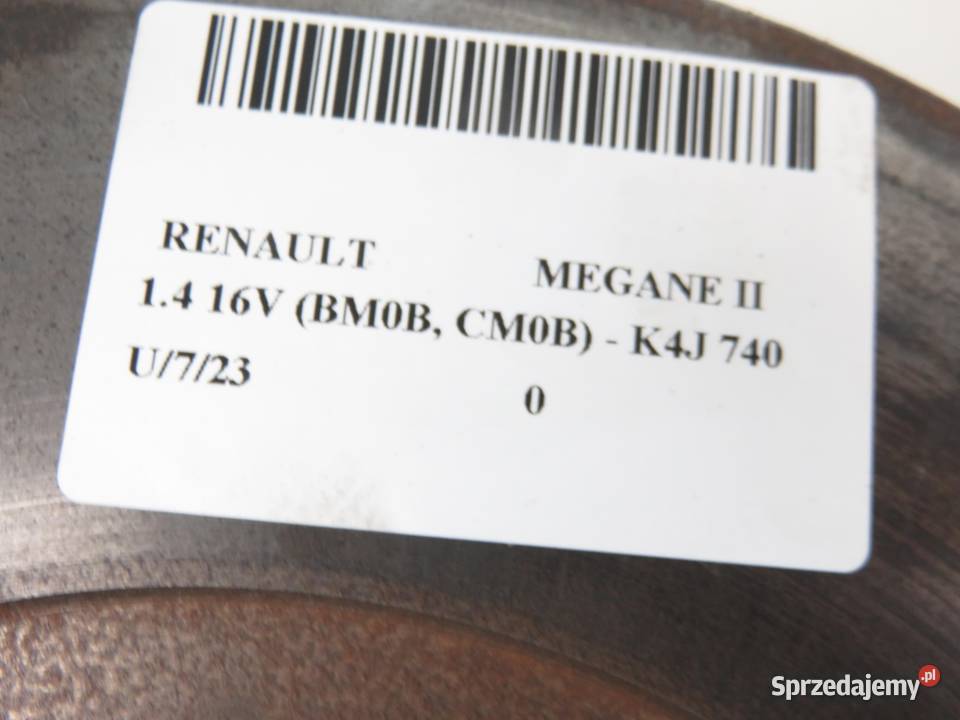 RENAULT MEGANE II
1.4 16V (BM0B, CM0B) - K4J 740
U/7/23 0
Sprzedajemy.pl